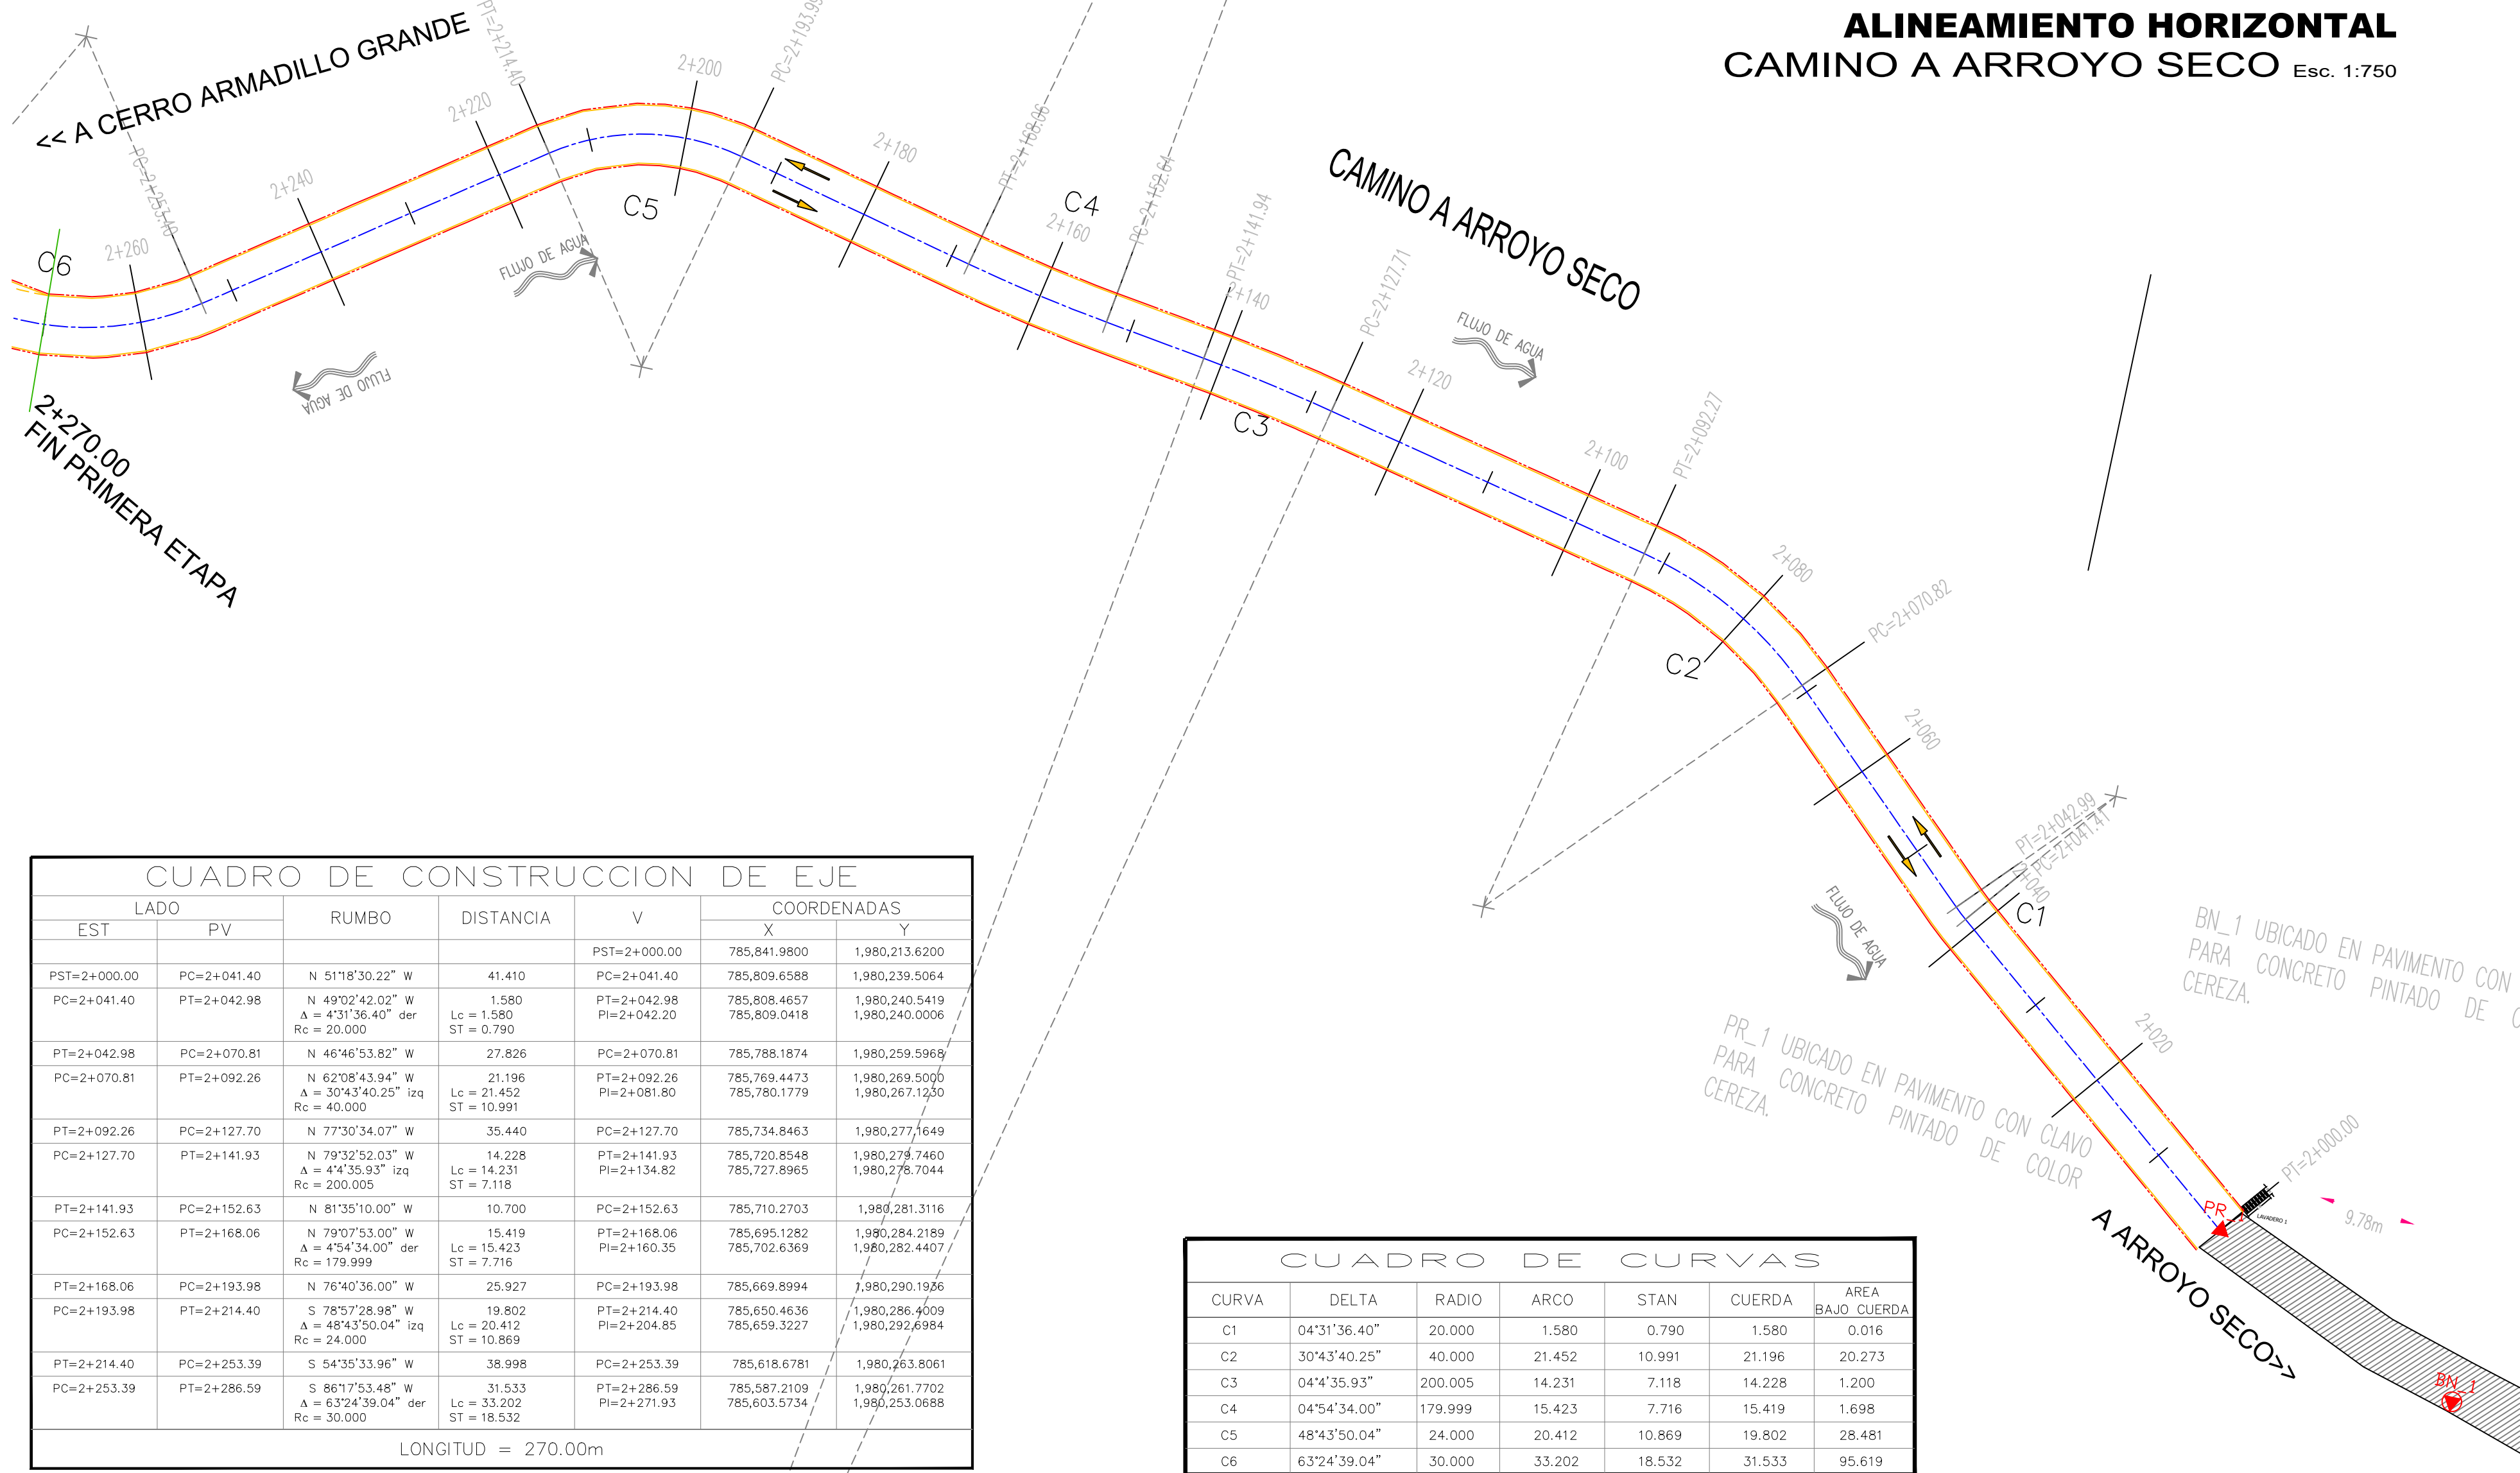 ALINEAMIENTO HORIZONTAL
CAMINO A ARROYO SECO Esc. 1:750
<< A CERRO ARMADILLO GRANDE
PT=2+214.40
PC=2+193.99
2+200
2+220
2+180
PT=2+168.06
CAMINO A ARROYO SECO
PC=2+253.40
2+240
C5
C4
2+160
PC=2+152.64
PT=2+141.94
2+140
PC=2+127.71
C6
2+260
FLUJO DE AGUA
FLUJO DE AGUA
FLUJO DE AGUA
2+120
C3
2+100
PT=2+092.27
2+270.00
FIN PRIMERA ETAPA
2+080
PC=2+070.82
C2
2+060
PT=2+042.99
PC=2+041.41
2+040
C1
FLUJO DE AGUA
BN_1 UBICADO EN PAVIMENTO CON
PARA CONCRETO PINTADO DE
CEREZA.
PR_1 UBICADO EN PAVIMENTO CON CLAVO
PARA CONCRETO PINTADO DE COLOR
CEREZA.
2+020
PT=2+000.00
PR_1
LAVADERO 1
9.78m
A ARROYO SECO>>
BN_1
CUADRO DE CONSTRUCCION DE EJE
LADO RUMBO DISTANCIA V COORDENADAS
EST PV X Y
PST=2+000.00 785,841.9800 1,980,213.6200
PST=2+000.00 PC=2+041.40 N 51°18'30.22" W 41.410 PC=2+041.40 785,809.6588 1,980,239.5064
PC=2+041.40 PT=2+042.98 N 49°02'42.02" W 1.580 PT=2+042.98 785,808.4657 1,980,240.5419
Δ = 4°31'36.40" der Lc = 1.580 PI=2+042.20 785,809.0418 1,980,240.0006
Rc = 20.000 ST = 0.790
PT=2+042.98 PC=2+070.81 N 46°46'53.82" W 27.826 PC=2+070.81 785,788.1874 1,980,259.5968
PC=2+070.81 PT=2+092.26 N 62°08'43.94" W 21.196 PT=2+092.26 785,769.4473 1,980,269.5000
Δ = 30°43'40.25" izq Lc = 21.452 PI=2+081.80 785,780.1779 1,980,267.1230
Rc = 40.000 ST = 10.991
PT=2+092.26 PC=2+127.70 N 77°30'34.07" W 35.440 PC=2+127.70 785,734.8463 1,980,277.1649
PC=2+127.70 PT=2+141.93 N 79°32'52.03" W 14.228 PT=2+141.93 785,720.8548 1,980,279.7460
Δ = 4°4'35.93" izq Lc = 14.231 PI=2+134.82 785,727.8965 1,980,278.7044
Rc = 200.005 ST = 7.118
PT=2+141.93 PC=2+152.63 N 81°35'10.00" W 10.700 PC=2+152.63 785,710.2703 1,980,281.3116
PC=2+152.63 PT=2+168.06 N 79°07'53.00" W 15.419 PT=2+168.06 785,695.1282 1,980,284.2189
Δ = 4°54'34.00" der Lc = 15.423 PI=2+160.35 785,702.6369 1,980,282.4407
Rc = 179.999 ST = 7.716
PT=2+168.06 PC=2+193.98 N 76°40'36.00" W 25.927 PC=2+193.98 785,669.8994 1,980,290.1936
PC=2+193.98 PT=2+214.40 S 78°57'28.98" W 19.802 PT=2+214.40 785,650.4636 1,980,286.4009
Δ = 48°43'50.04" izq Lc = 20.412 PI=2+204.85 785,659.3227 1,980,292.6984
Rc = 24.000 ST = 10.869
PT=2+214.40 PC=2+253.39 S 54°35'33.96" W 38.998 PC=2+253.39 785,618.6781 1,980,263.8061
PC=2+253.39 PT=2+286.59 S 86°17'53.48" W 31.533 PT=2+286.59 785,587.2109 1,980,261.7702
Δ = 63°24'39.04" der Lc = 33.202 PI=2+271.93 785,603.5734 1,980,253.0688
Rc = 30.000 ST = 18.532
LONGITUD = 270.00m
CUADRO DE CURVAS
CURVA DELTA RADIO ARCO STAN CUERDA AREA BAJO CUERDA
C1 04°31'36.40" 20.000 1.580 0.790 1.580 0.016
C2 30°43'40.25" 40.000 21.452 10.991 21.196 20.273
C3 04°4'35.93" 200.005 14.231 7.118 14.228 1.200
C4 04°54'34.00" 179.999 15.423 7.716 15.419 1.698
C5 48°43'50.04" 24.000 20.412 10.869 19.802 28.481
C6 63°24'39.04" 30.000 33.202 18.532 31.533 95.619